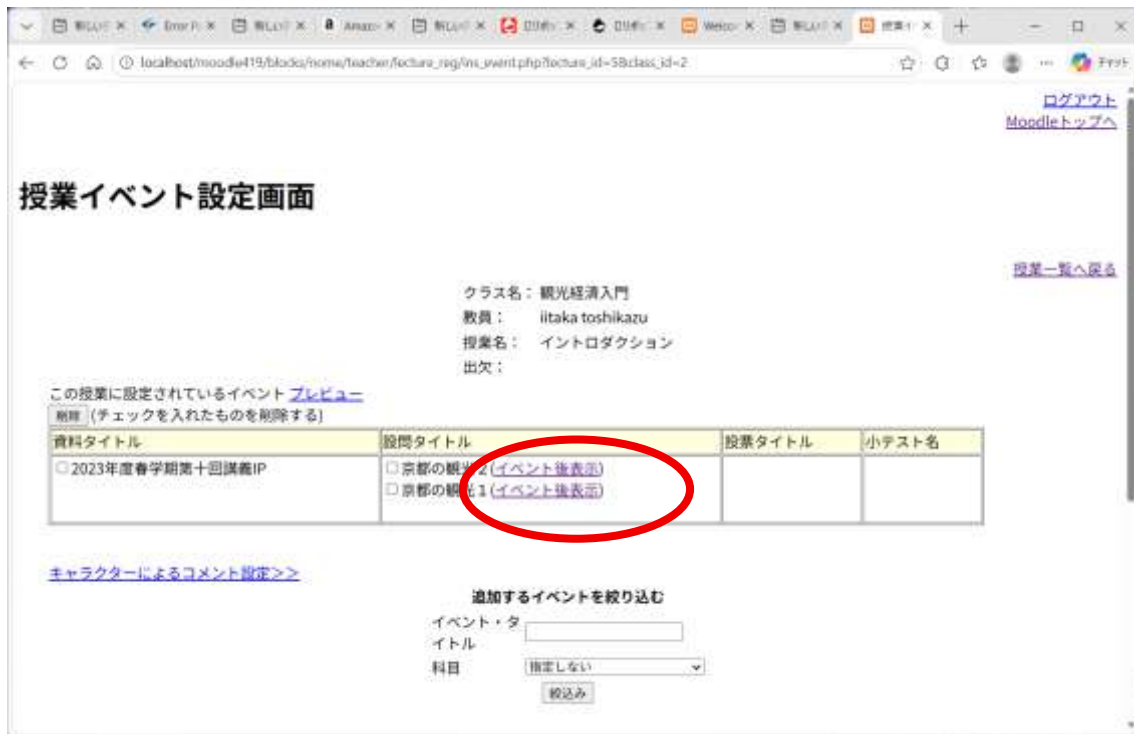 Error
Amazo
Welco
localhost/moodle419/blocks/nome/teacher/lecture_reg/ins_event.php?lecture_id=58&class_id=2
チャット
ログアウト
Moodleトップへ
授業イベント設定画面
授業一覧へ戻る
クラス名： 観光経済入門
教員： iitaka toshikazu
授業名： イントロダクション
出欠：
この授業に設定されているイベント プレビュー
削除 (チェックを入れたものを削除する)
資料タイトル 設問タイトル 投票タイトル 小テスト名
2023年度春学期第十回講義IP 京都の観光２(イベント後表示)
京都の観光１(イベント後表示)
キャラクターによるコメント設定>>
追加するイベントを絞り込む
イベント・タ
イトル
科目 指定しない
絞込み